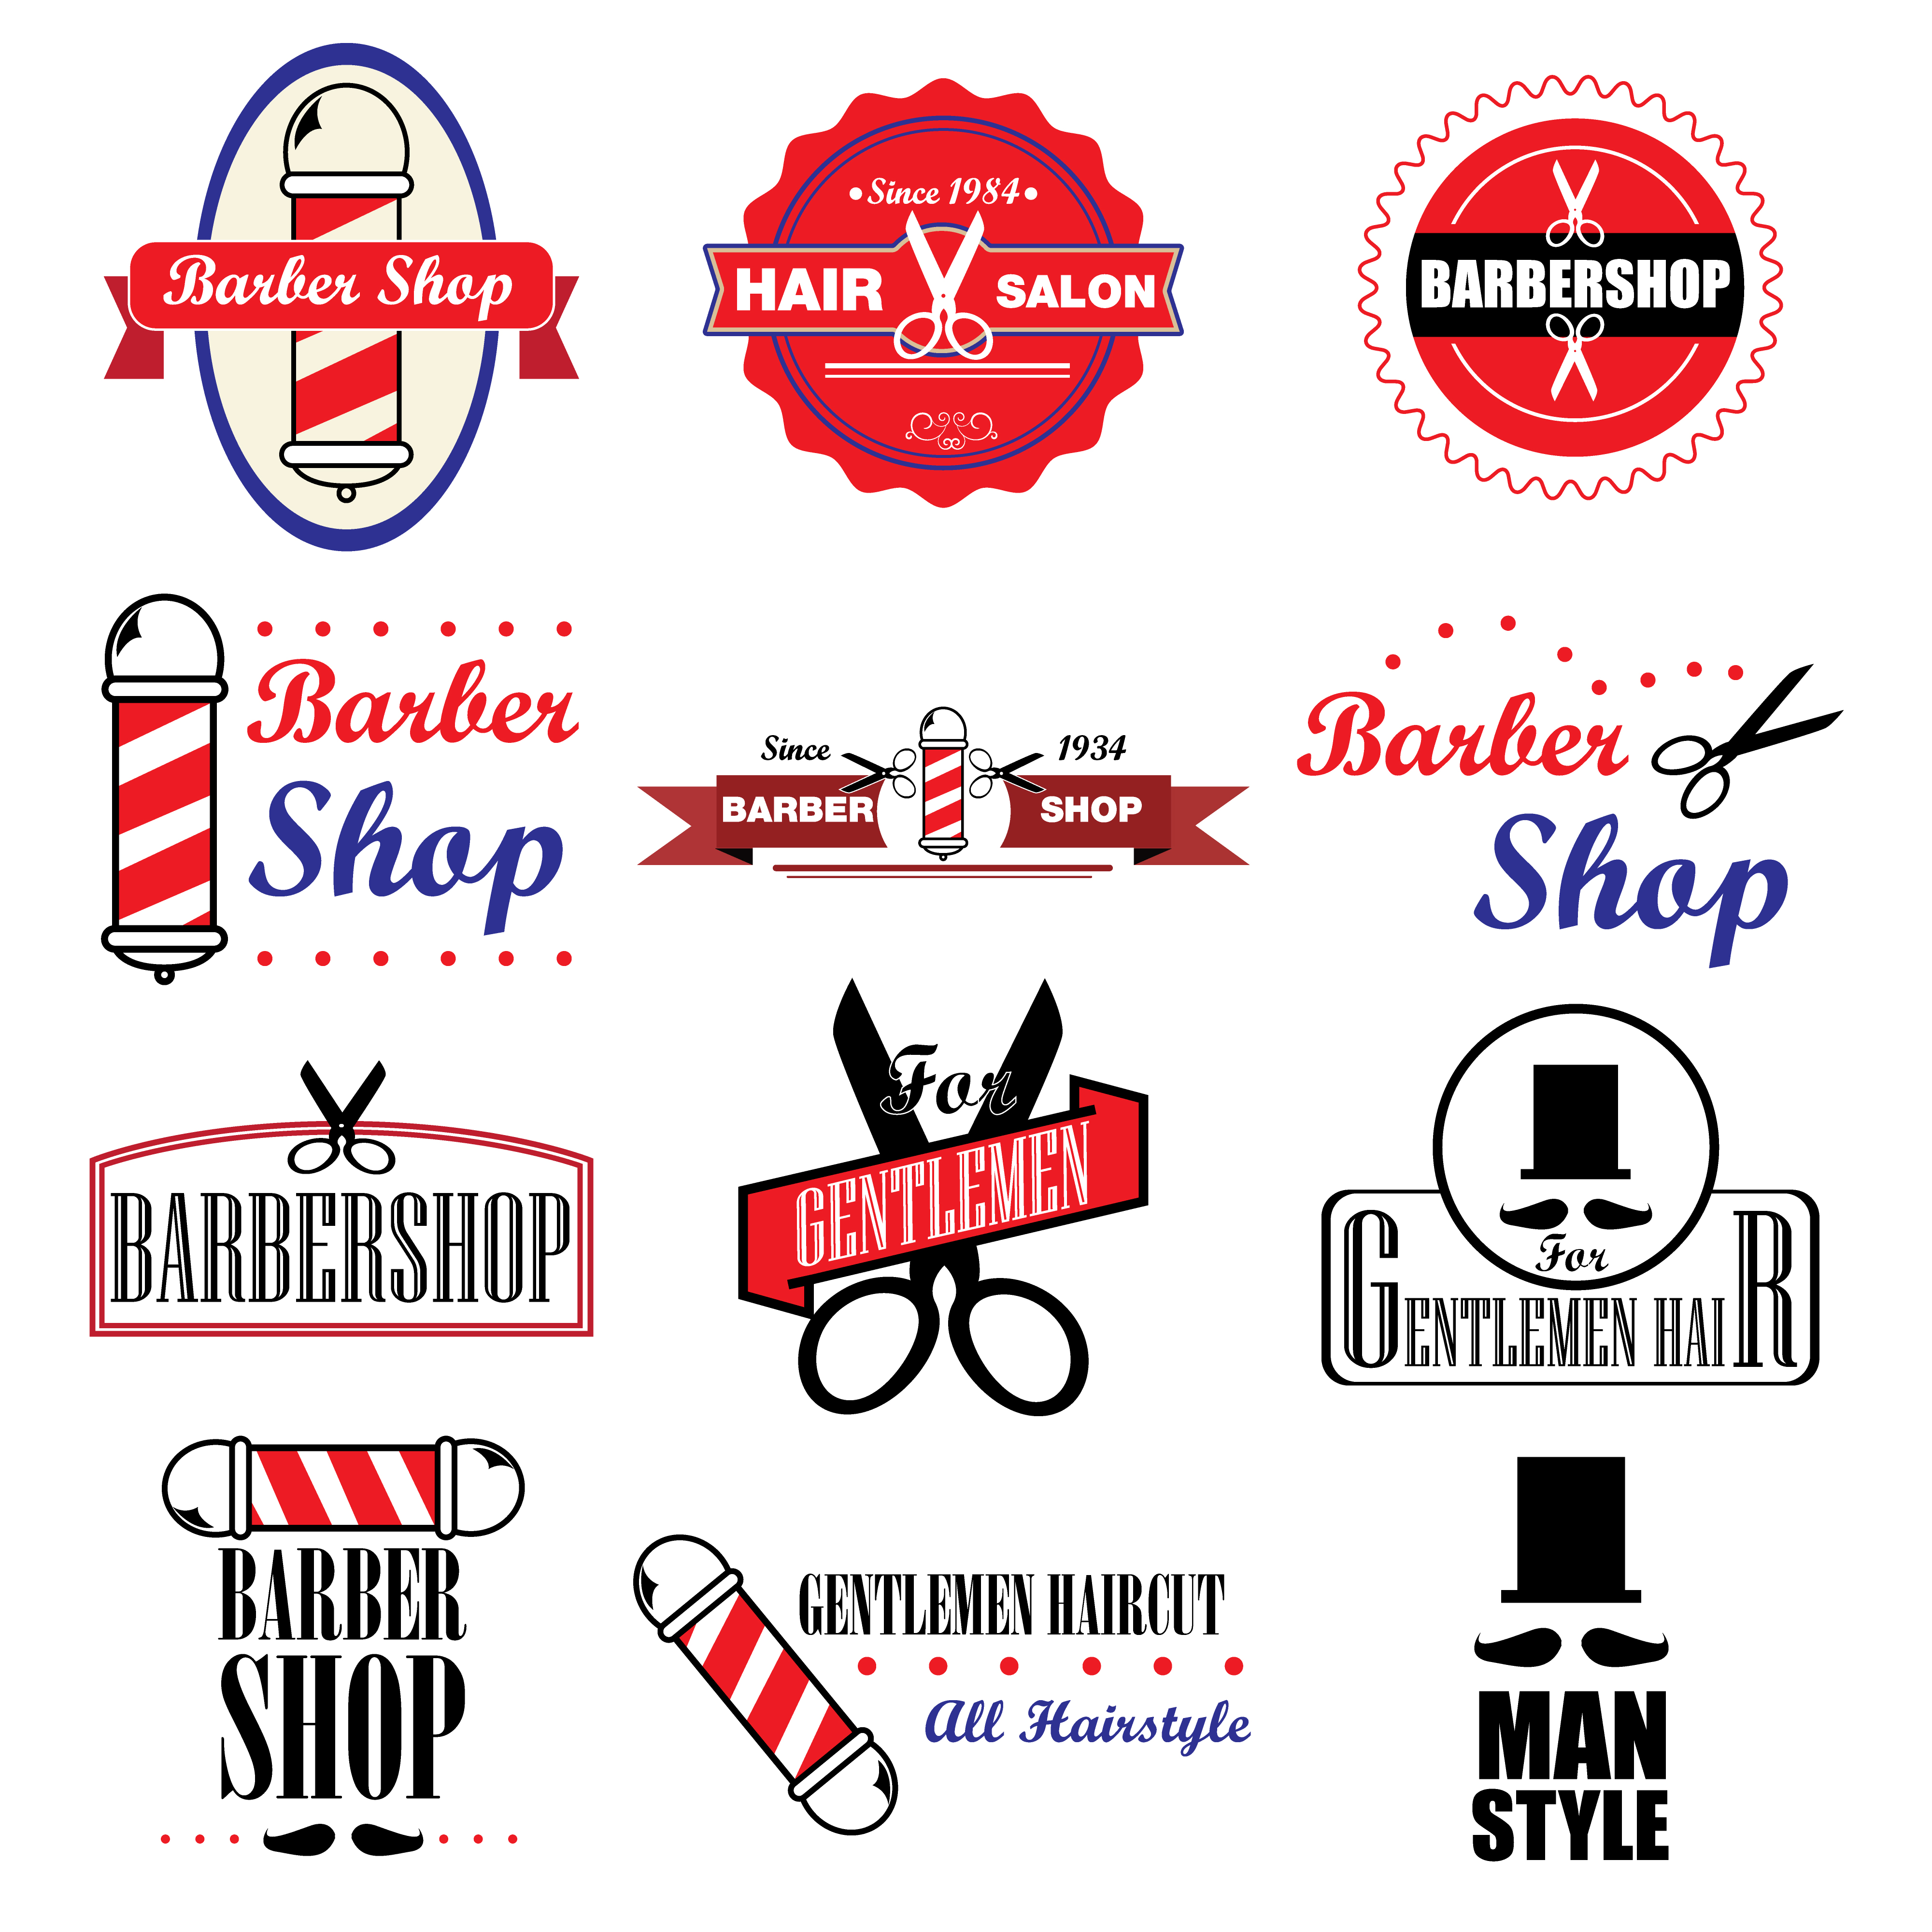 Barber Shop
Since 1984
HAIR SALON
BARBERSHOP
Barber
Shop
Since 1934
BARBER SHOP
Barber
Shop
BARBERSHOP
For
GENTLEMEN
For
GENTLEMEN HAIR
BARBER
SHOP
GENTLEMEN HAIRCUT
All Hairstyle
MAN
STYLE